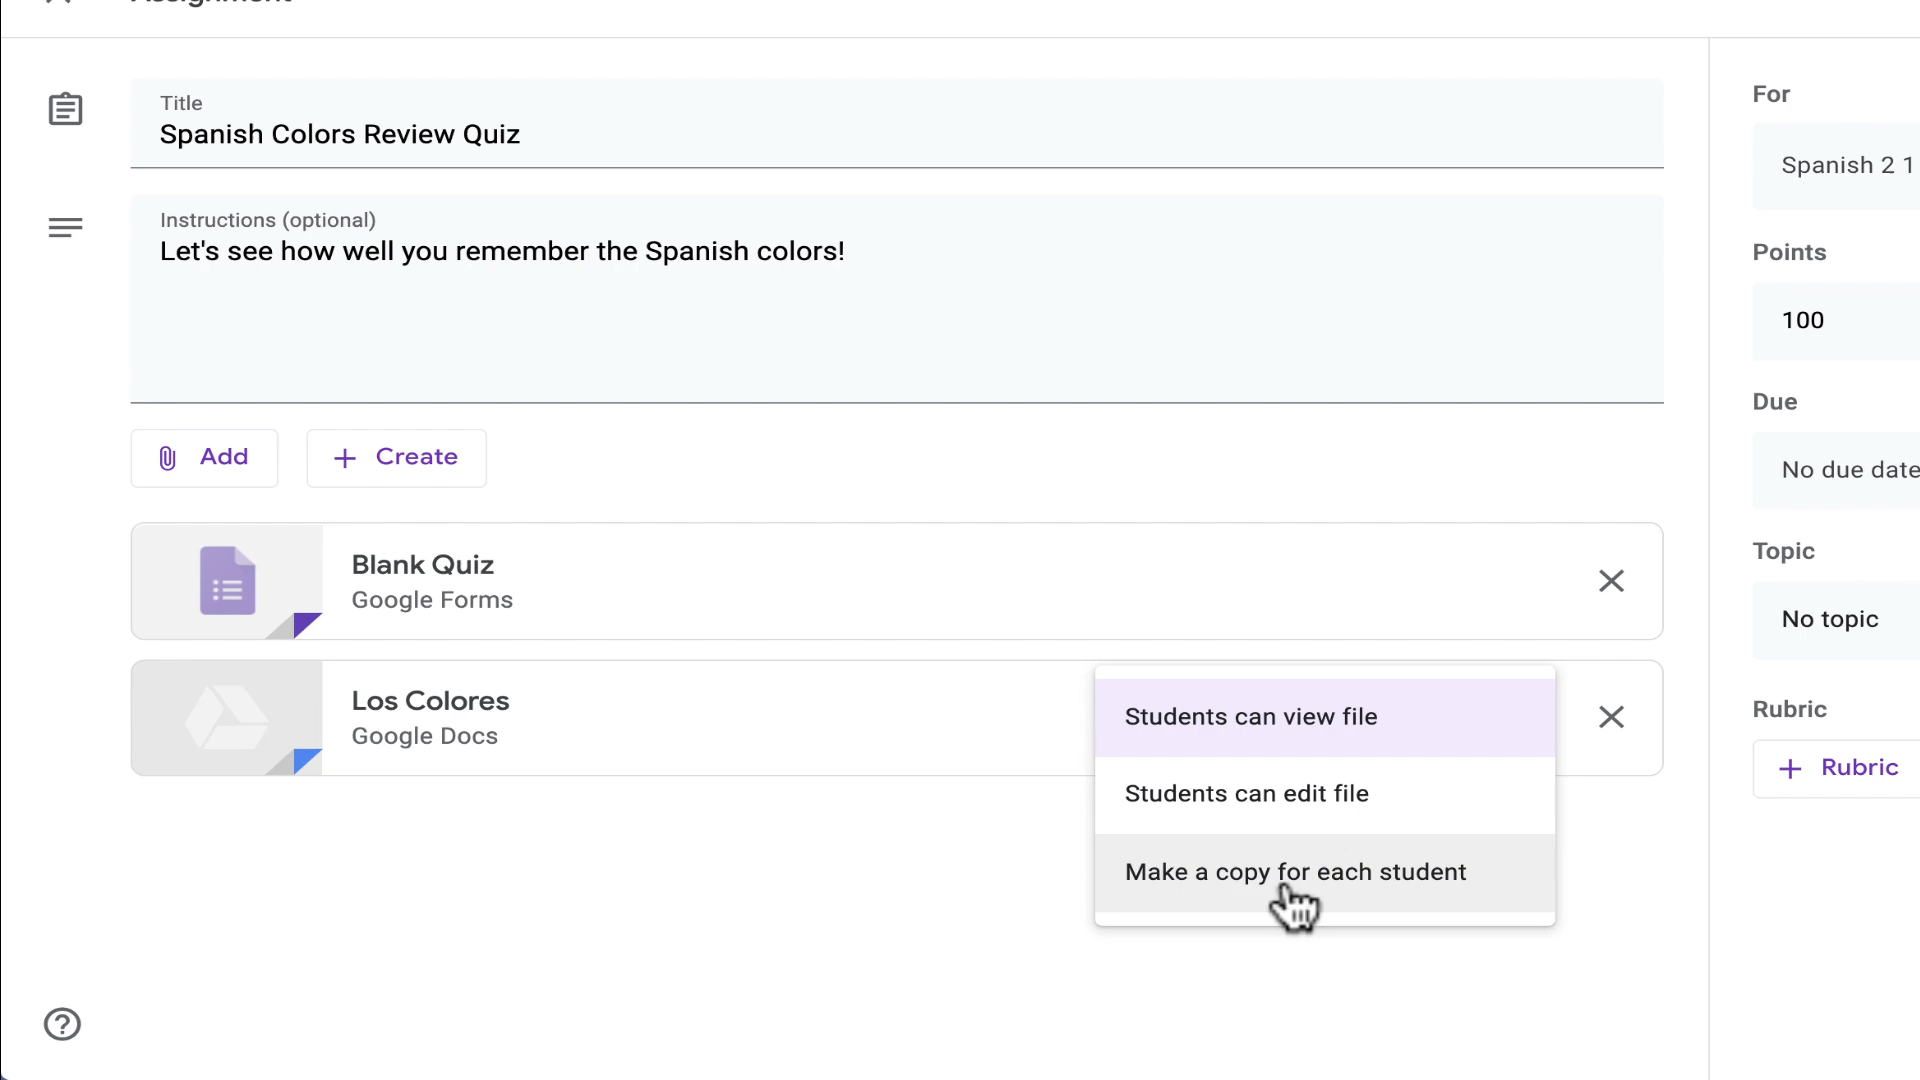 Assignment
Title
Spanish Colors Review Quiz
Instructions (optional)
Let's see how well you remember the Spanish colors!
Add
Create
Blank Quiz
Google Forms
Los Colores
Google Docs
Students can view file
Students can edit file
Make a copy for each student
For
Spanish 2 1
Points
100
Due
No due date
Topic
No topic
Rubric
Rubric